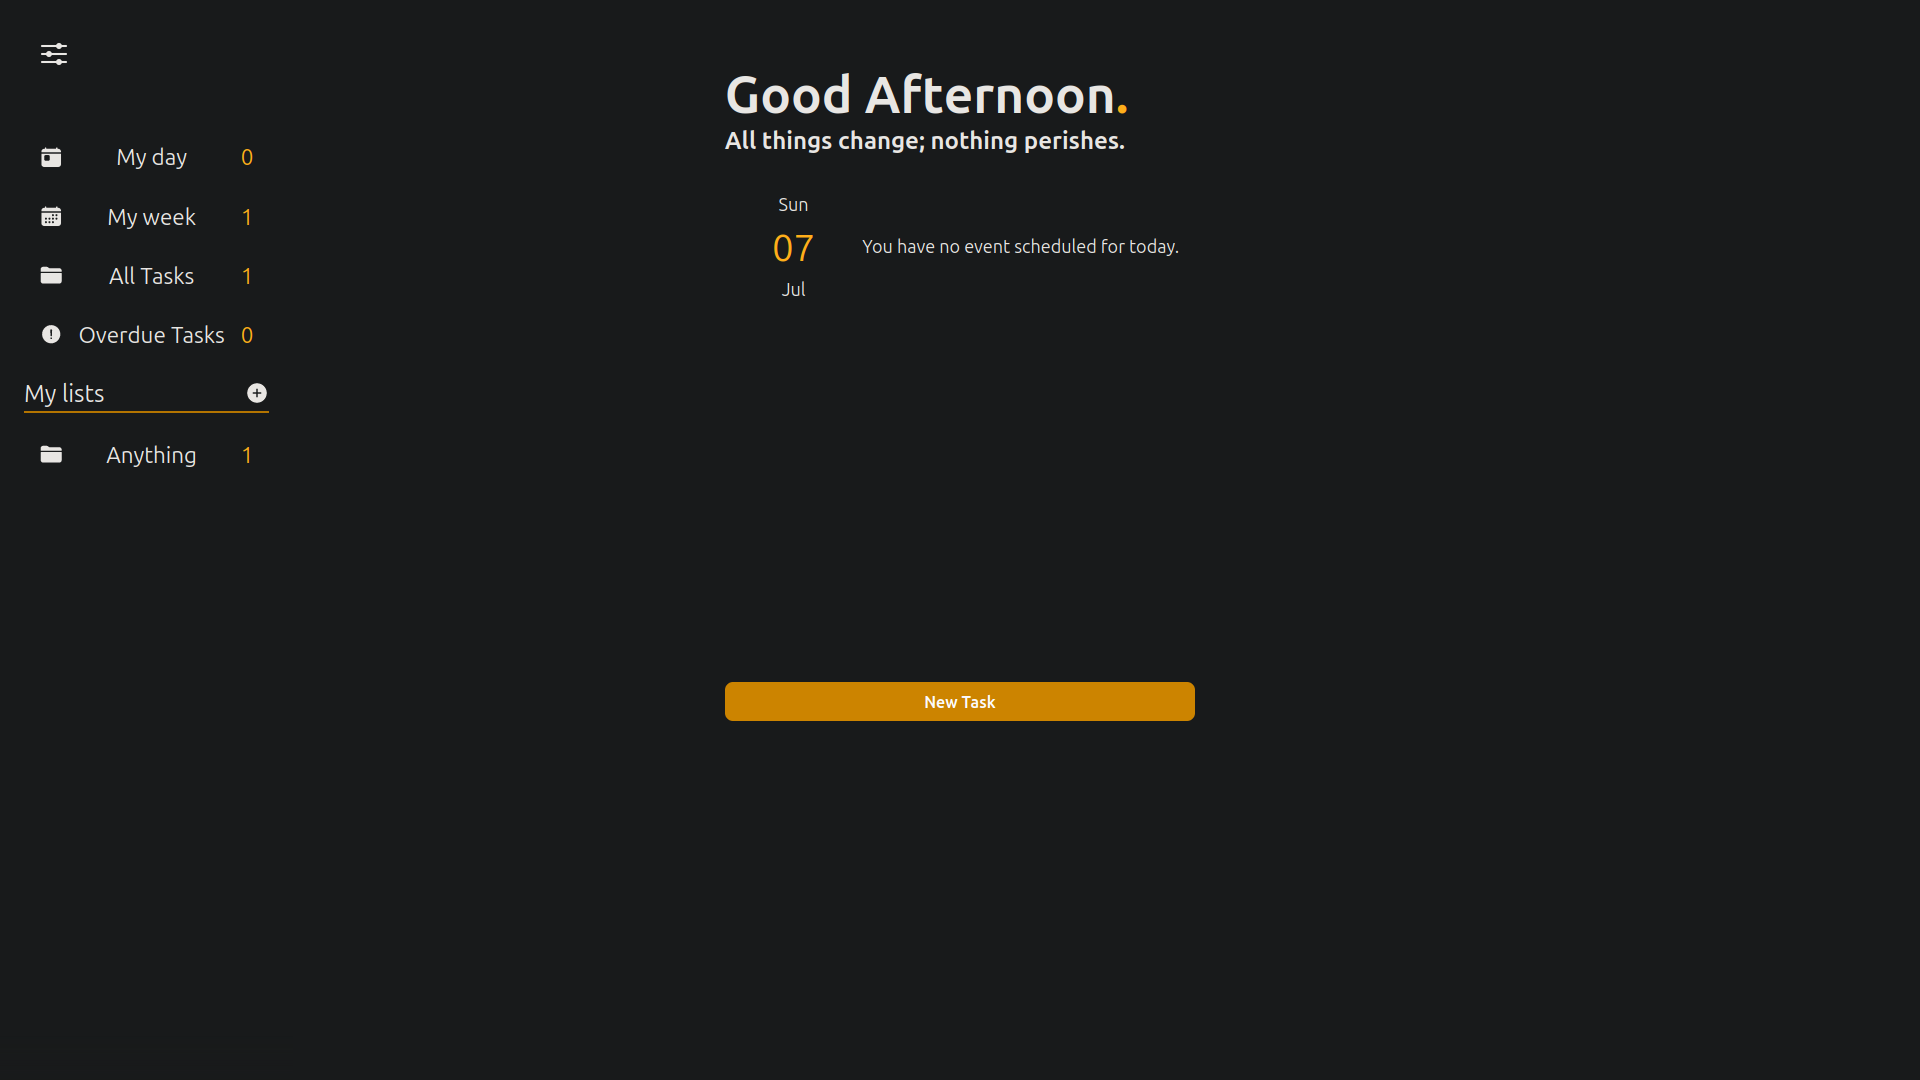 My day 0
My week 1
All Tasks 1
Overdue Tasks 0
My lists
Anything 1
Good Afternoon.
All things change; nothing perishes.
Sun
07
Jul
You have no event scheduled for today.
New Task